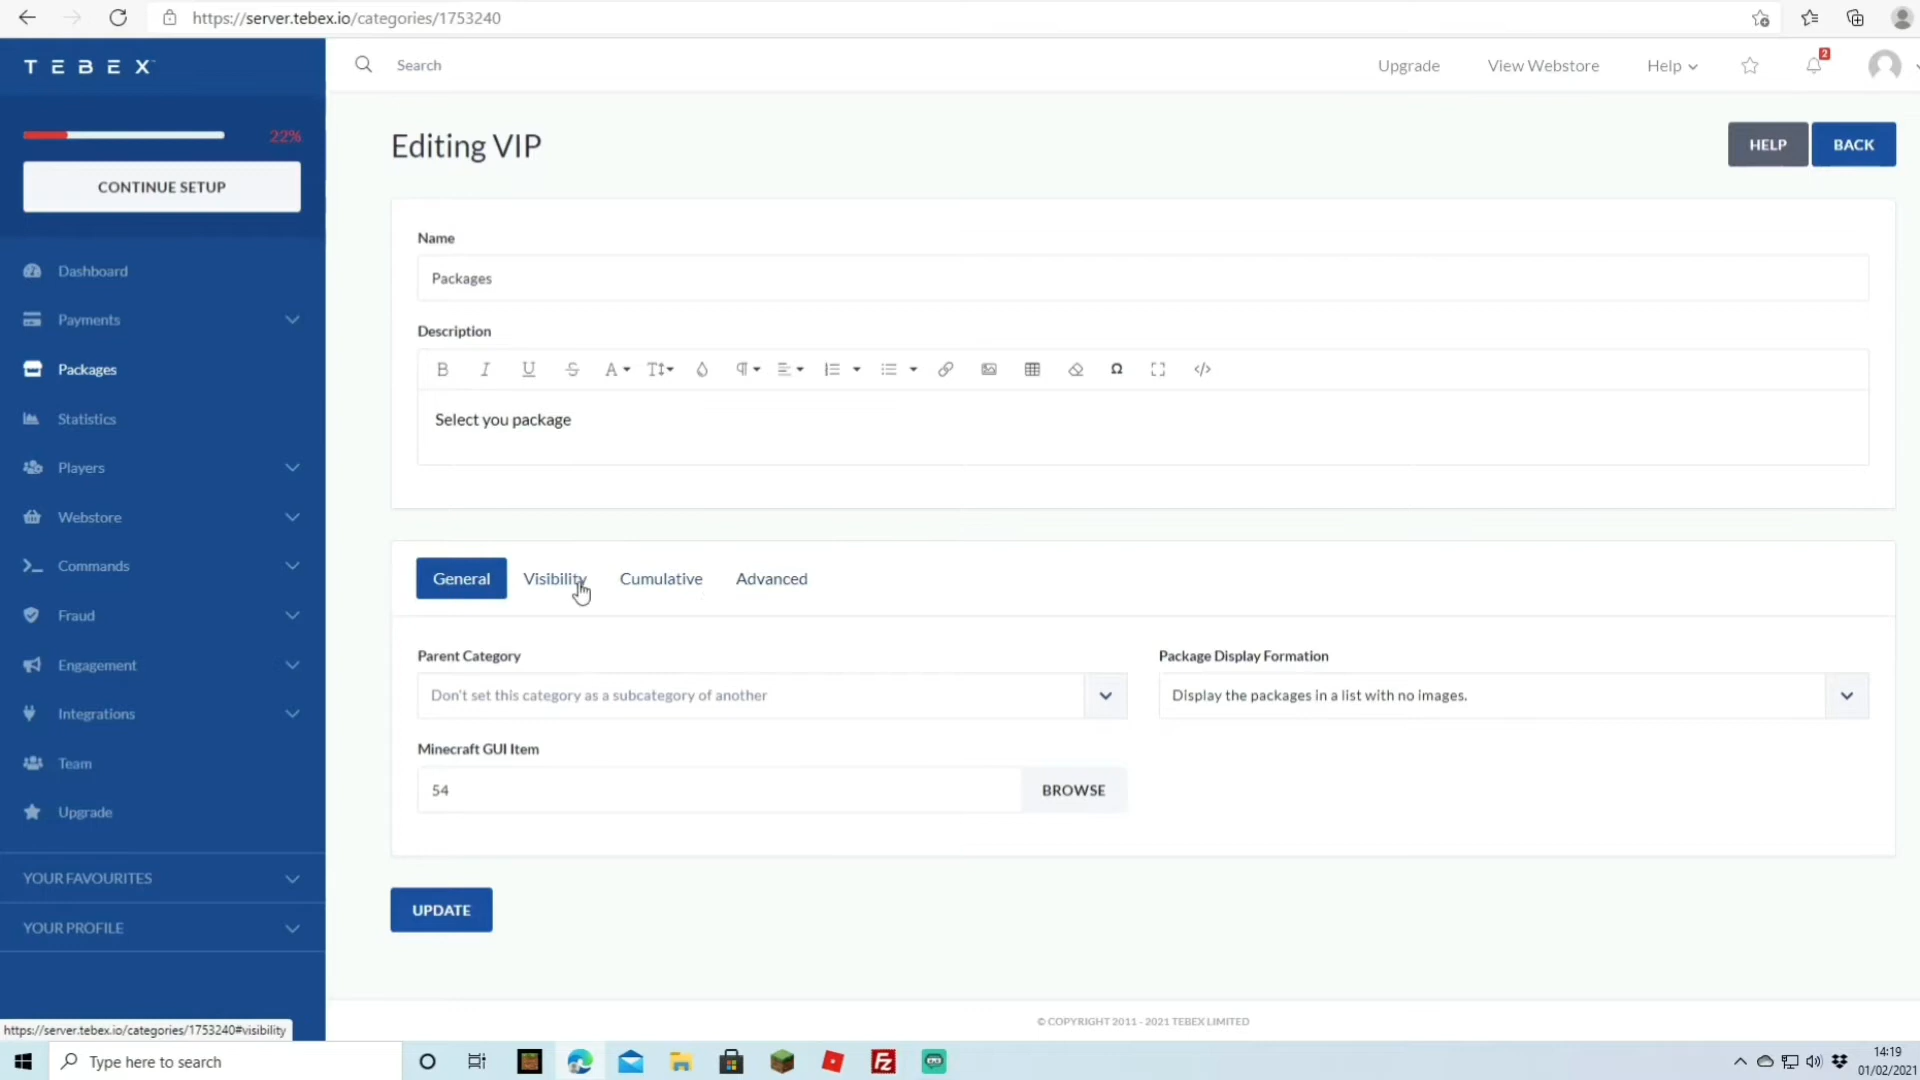 https://server.tebex.io/categories/1753240
TEBEX
Search
Upgrade
View Webstore
Help
2
22%
CONTINUE SETUP
Dashboard
Payments
Packages
Statistics
Players
Webstore
Commands
Fraud
Engagement
Integrations
Team
Upgrade
YOUR FAVOURITES
YOUR PROFILE
Editing VIP
HELP
BACK
Name
Packages
Description
Select you package
General
Visibility
Cumulative
Advanced
Parent Category
Package Display Formation
Don't set this category as a subcategory of another
Display the packages in a list with no images.
Minecraft GUI Item
54
BROWSE
UPDATE
© COPYRIGHT 2011 - 2021 TEBEX LIMITED
https://server.tebex.io/categories/1753240#visibility
Type here to search
14:19
01/02/2021